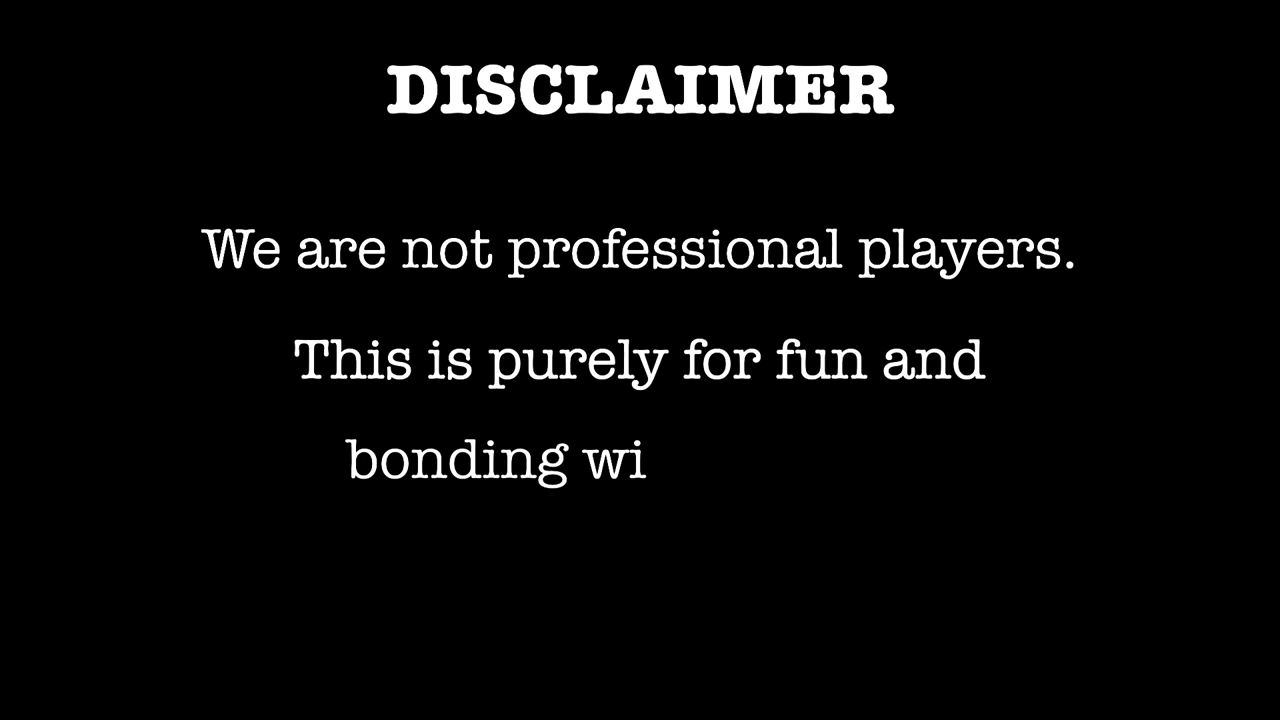 DISCLAIMER
We are not professional players.
This is purely for fun and
bonding wi